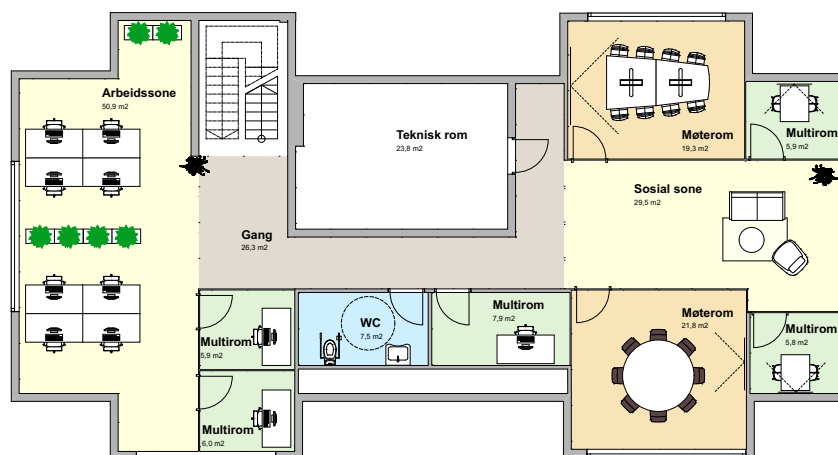 Arbeidssone
50,9 m2
Teknisk rom
23,8 m2
Møterom
19,3 m2
Multirom
5,9 m2
Sosial sone
29,5 m2
Gang
26,3 m2
Multirom
5,9 m2
WC
7,5 m2
Multirom
7,9 m2
Møterom
21,8 m2
Multirom
5,8 m2
Multirom
6,0 m2